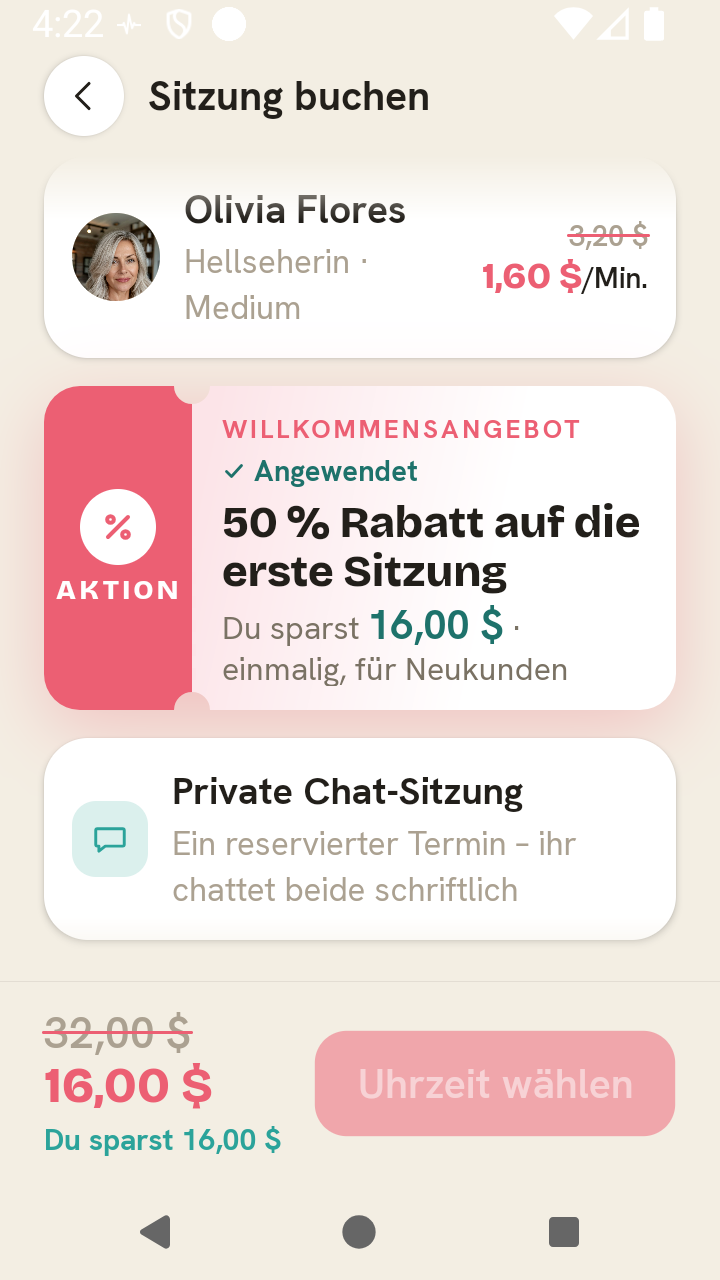 4:22
Sitzung buchen
Olivia Flores
Hellseherin ·
Medium
3,20 $
1,60 $/Min.
WILLKOMMENSANGEBOT
Angewendet
50 % Rabatt auf die
erste Sitzung
Du sparst 16,00 $ ·
einmalig, für Neukunden
AKTION
Private Chat-Sitzung
Ein reservierter Termin – ihr
chattet beide schriftlich
32,00 $
16,00 $
Du sparst 16,00 $
Uhrzeit wählen